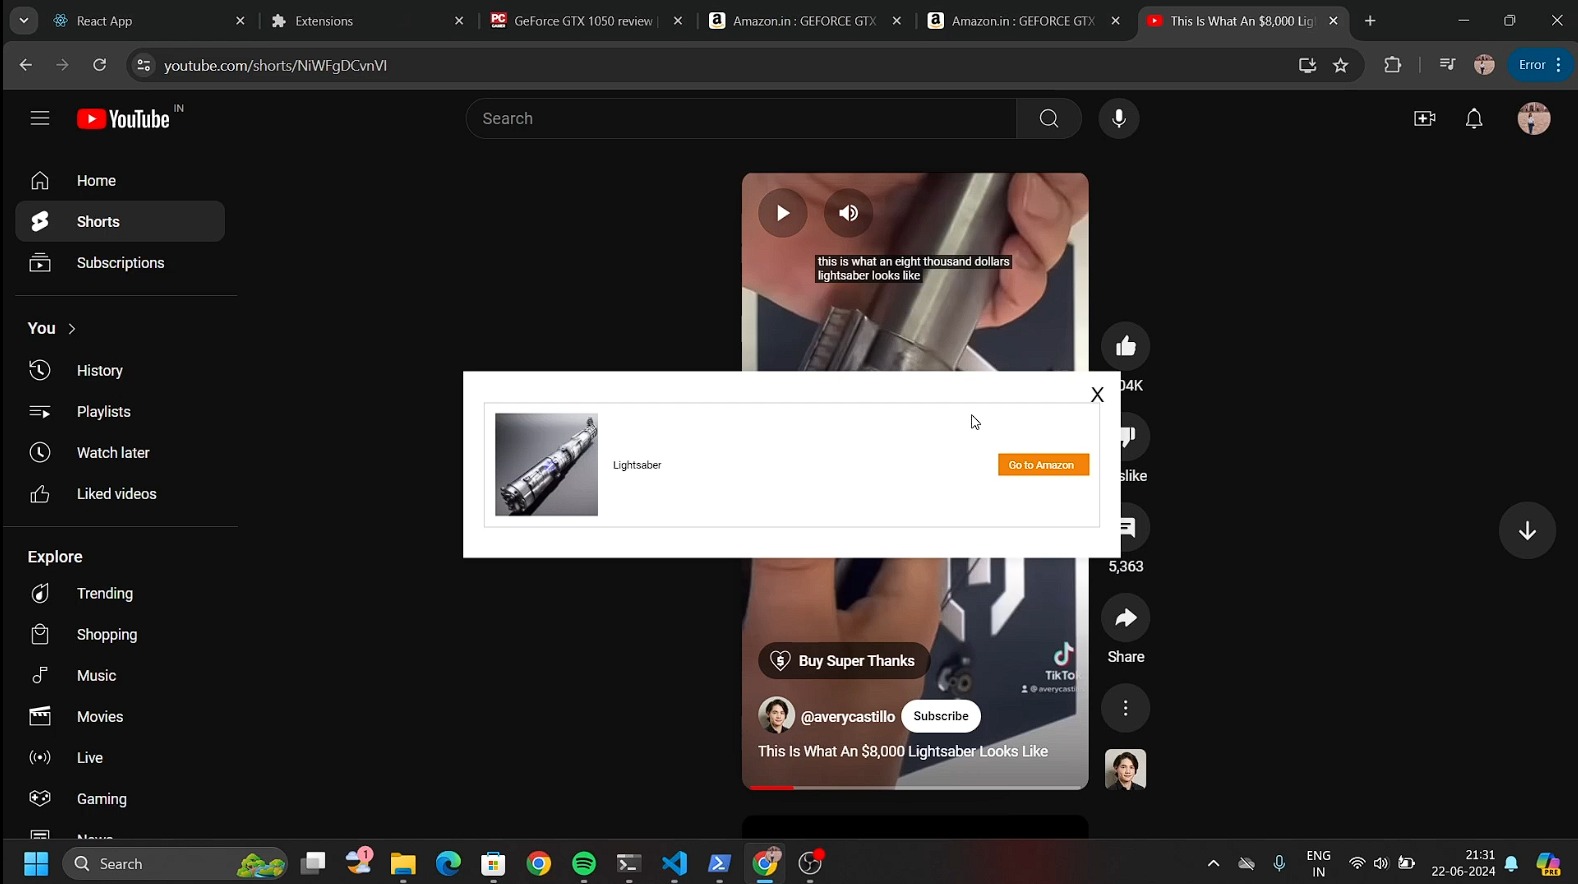 React App
Extensions
GeForce GTX 1050 review
Amazon.in : GEFORCE GTX
Amazon.in : GEFORCE GTX
This Is What An $8,000 Lig
youtube.com/shorts/NiWFgDCvnVI
Error
YouTube
IN
Search
Home
Shorts
Subscriptions
You
History
Playlists
Watch later
Liked videos
Explore
Trending
Shopping
Music
Movies
Live
Gaming
this is what an eight thousand dollars
lightsaber looks like
X
Lightsaber
Go to Amazon
04K
slike
5,363
Share
Buy Super Thanks
TikTo
@averycasti
@averycastillo
Subscribe
This Is What An $8,000 Lightsaber Looks Like
Search
1
ENG
IN
21:31
22-06-2024
PRE